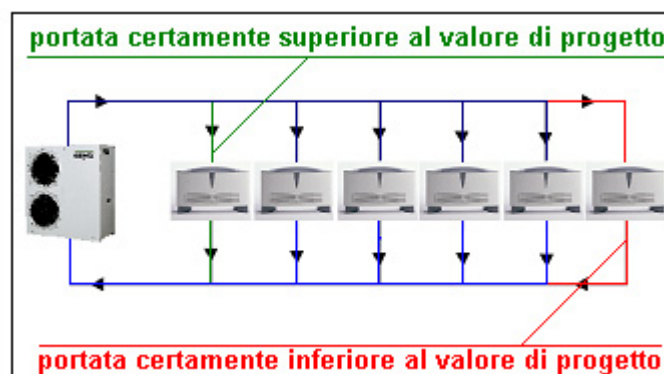 portata certamente superiore al valore di progetto
portata certamente inferiore al valore di progetto